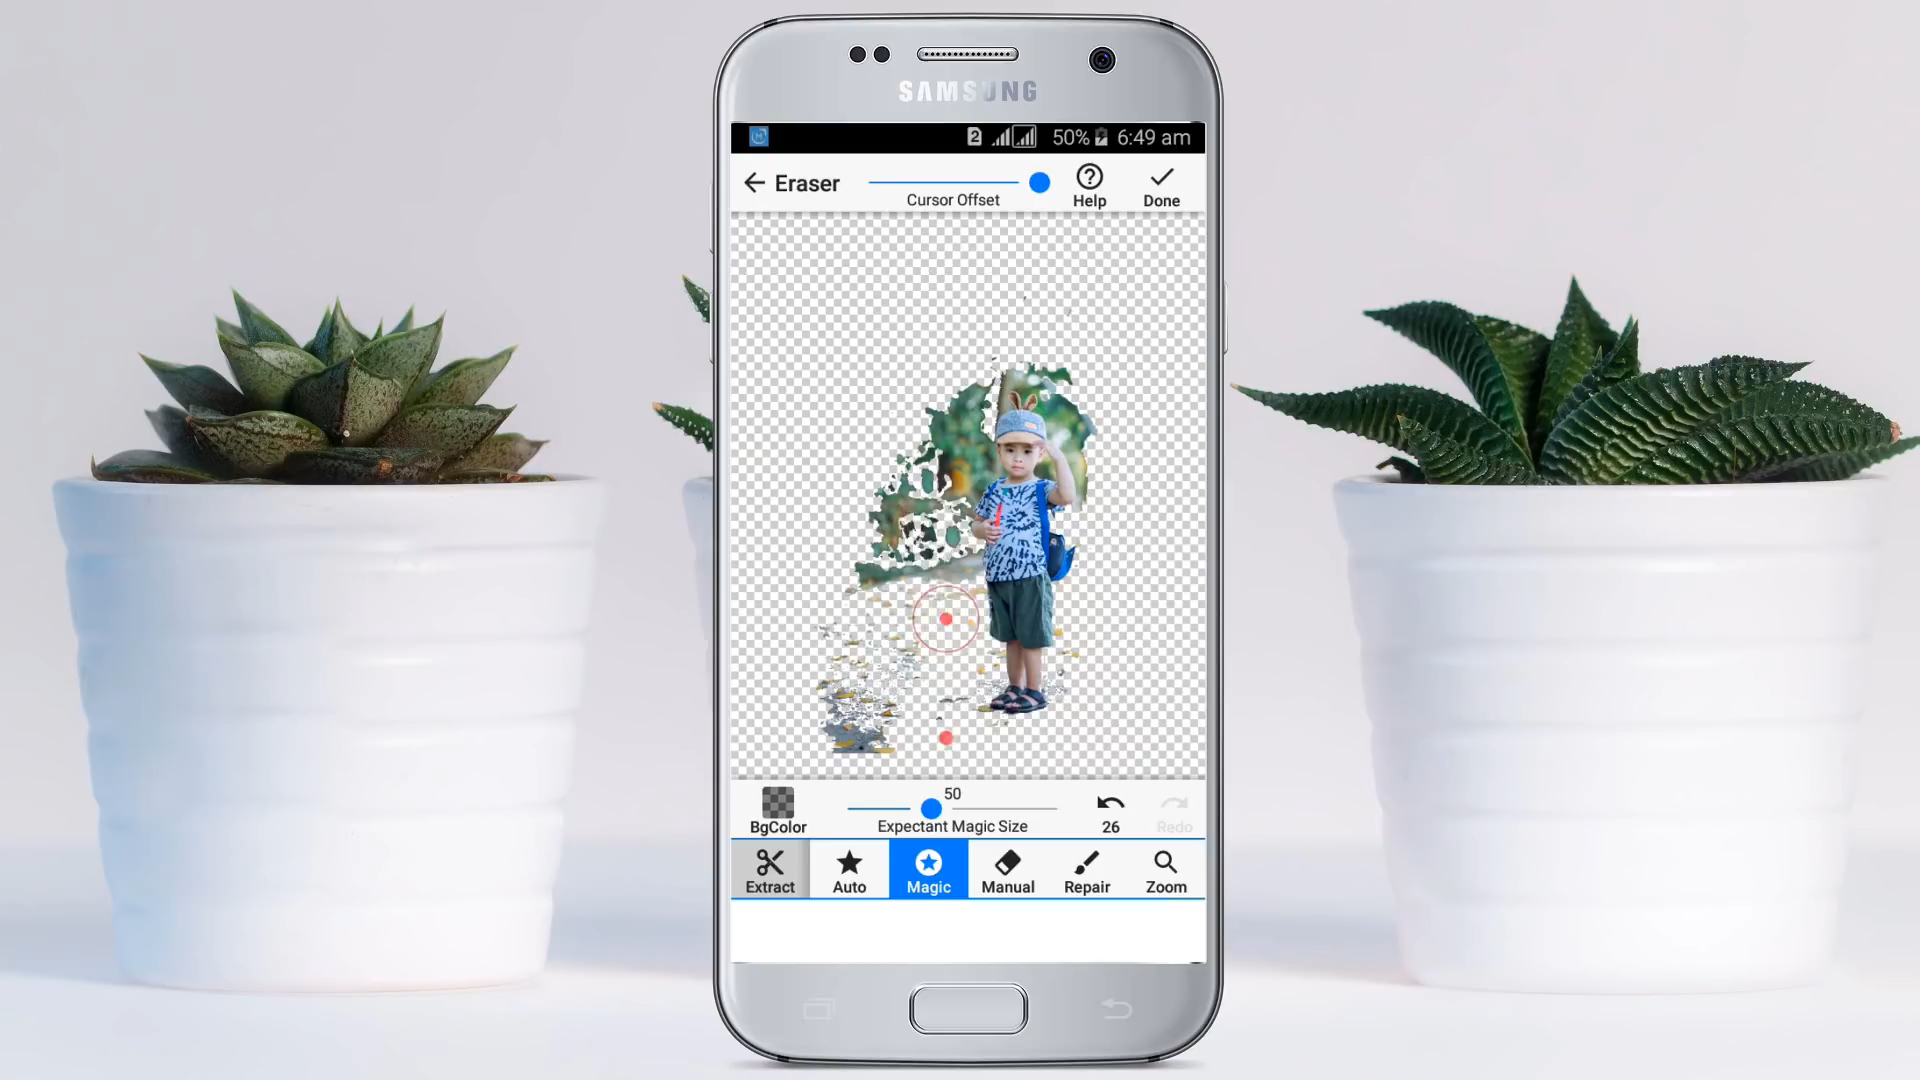 SAMSUNG
2 50% 6:49 am
Eraser
Cursor Offset
Help
Done
50
BgColor
Expectant Magic Size
26
Redo
Extract
Auto
Magic
Manual
Repair
Zoom